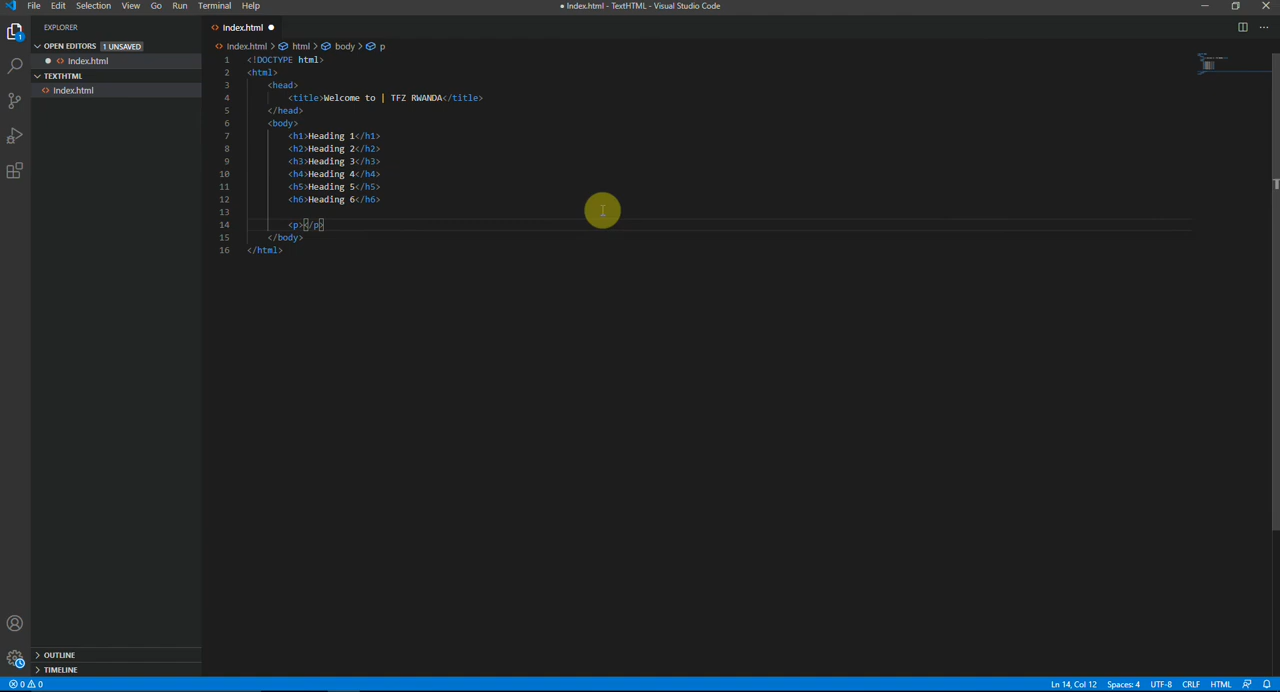 File Edit Selection View Go Run Terminal Help
● Index.html - TextHTML - Visual Studio Code
EXPLORER
OPEN EDITORS 1 UNSAVED
Index.html
TEXTHTML
Index.html
OUTLINE
TIMELINE
1
Index.html
Index.html > html > body > p
1 <!DOCTYPE html>
2 <html>
3 <head>
4 <title>Welcome to | TFZ RWANDA</title>
5 </head>
6 <body>
7 <h1>Heading 1</h1>
8 <h2>Heading 2</h2>
9 <h3>Heading 3</h3>
10 <h4>Heading 4</h4>
11 <h5>Heading 5</h5>
12 <h6>Heading 6</h6>
13
14 <p></p>
15 </body>
16 </html>
0 0 Ln 14, Col 12 Spaces: 4 UTF-8 CRLF HTML